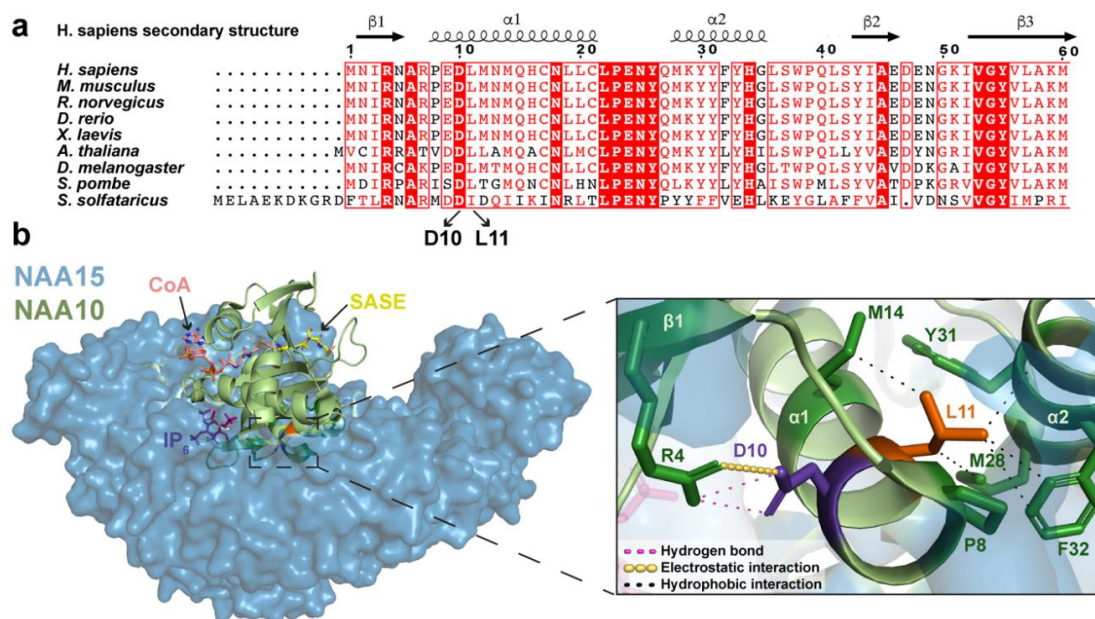 a
H. sapiens secondary structure
β1 α1 α2 β2 β3
1 10 20 30 40 50 60
H. sapiens ...........MNIRNARPEDLMNMQHCNLLCLPENYQMKYYFYHGLSWPQLSYIAEDENGKIVGYVLAKM
M. musculus ...........MNIRNARPEDLMNMQHCNLLCLPENYQMKYYFYHGLSWPQLSYIAEDENGKIVGYVLAKM
R. norvegicus ...........MNIRNARPEDLMNMQHCNLLCLPENYQMKYYFYHGLSWPQLSYIAEDENGKIVGYVLAKM
D. rerio ...........MNIRNARPEDLMNMQHCNLLCLPENYQMKYYFYHGLSWPQLSYIAEDENGKIVGYVLAKM
X. laevis ...........MNIRNARPEDLMNMQHCNLLCLPENYQMKYYFYHGLSWPQLSYIAEDENGKIVGYVLAKM
A. thaliana ..........MVCIRRATVDDLLAMQACNLMCLPENYQMKYYLYHILSWPQLLYVAEDYNGRIVGYVLAKM
D. melanogaster ...........MNIRCAKPEDLMTMQHCNLLCLPENYQMKYYFYHGLTWPQLSYVAEDEKGAIVGYVLAKM
S. pombe ...........MDIRPARISDLTGMQNCNLHNLPENYQLKYYLYHAISWPMLSYVATDPKGRVVGYVLAKM
S. solfataricus MELAEKDKGRDFTLRNARMDDIDQIIKINRLTLPENYPYYFFVEHLKEYGLAFFVAI.VDNSVVGYIMPRI
D10 L11
b
NAA15
NAA10
CoA
SASE
IP6
β1
M14
Y31
α1
L11
α2
R4
D10
M28
P8
F32
Hydrogen bond
Electrostatic interaction
Hydrophobic interaction